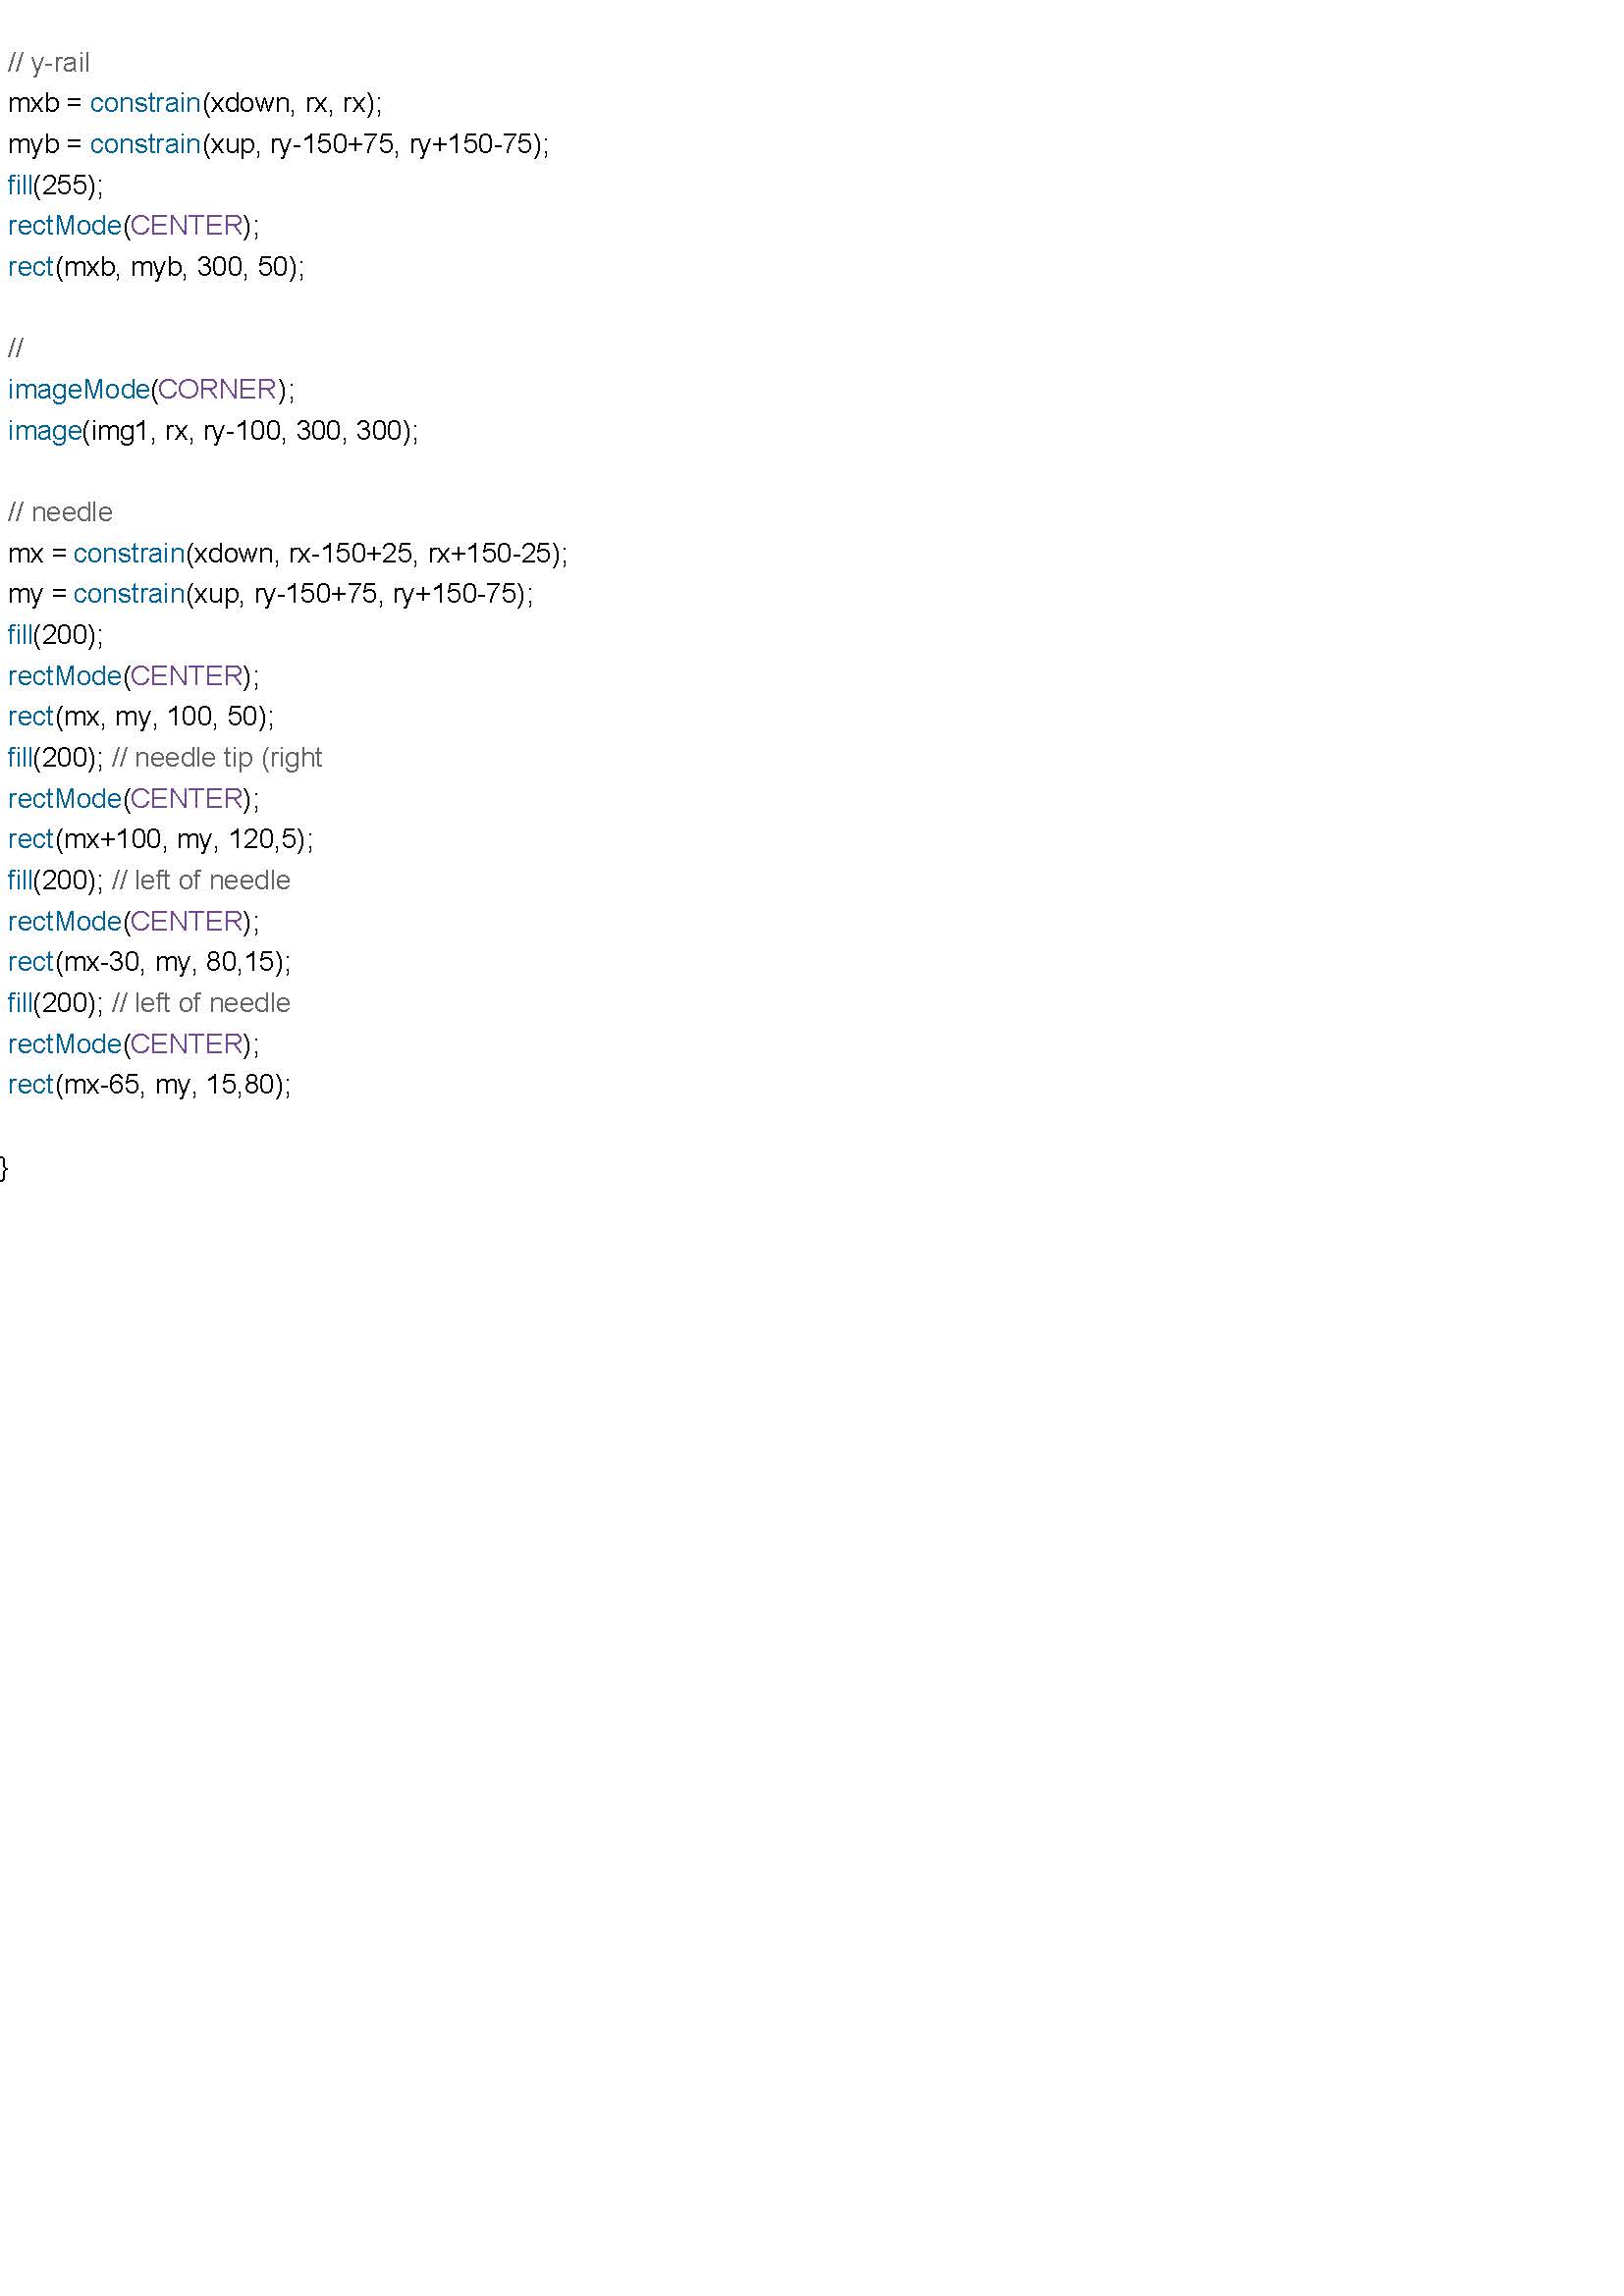 // y-rail
mxb = constrain(xdown, rx, rx);
myb = constrain(xup, ry-150+75, ry+150-75);
fill(255);
rectMode(CENTER);
rect(mxb, myb, 300, 50);
//
imageMode(CORNER);
image(img1, rx, ry-100, 300, 300);
// needle
mx = constrain(xdown, rx-150+25, rx+150-25);
my = constrain(xup, ry-150+75, ry+150-75);
fill(200);
rectMode(CENTER);
rect(mx, my, 100, 50);
fill(200); // needle tip (right
rectMode(CENTER);
rect(mx+100, my, 120,5);
fill(200); // left of needle
rectMode(CENTER);
rect(mx-30, my, 80,15);
fill(200); // left of needle
rectMode(CENTER);
rect(mx-65, my, 15,80);
}